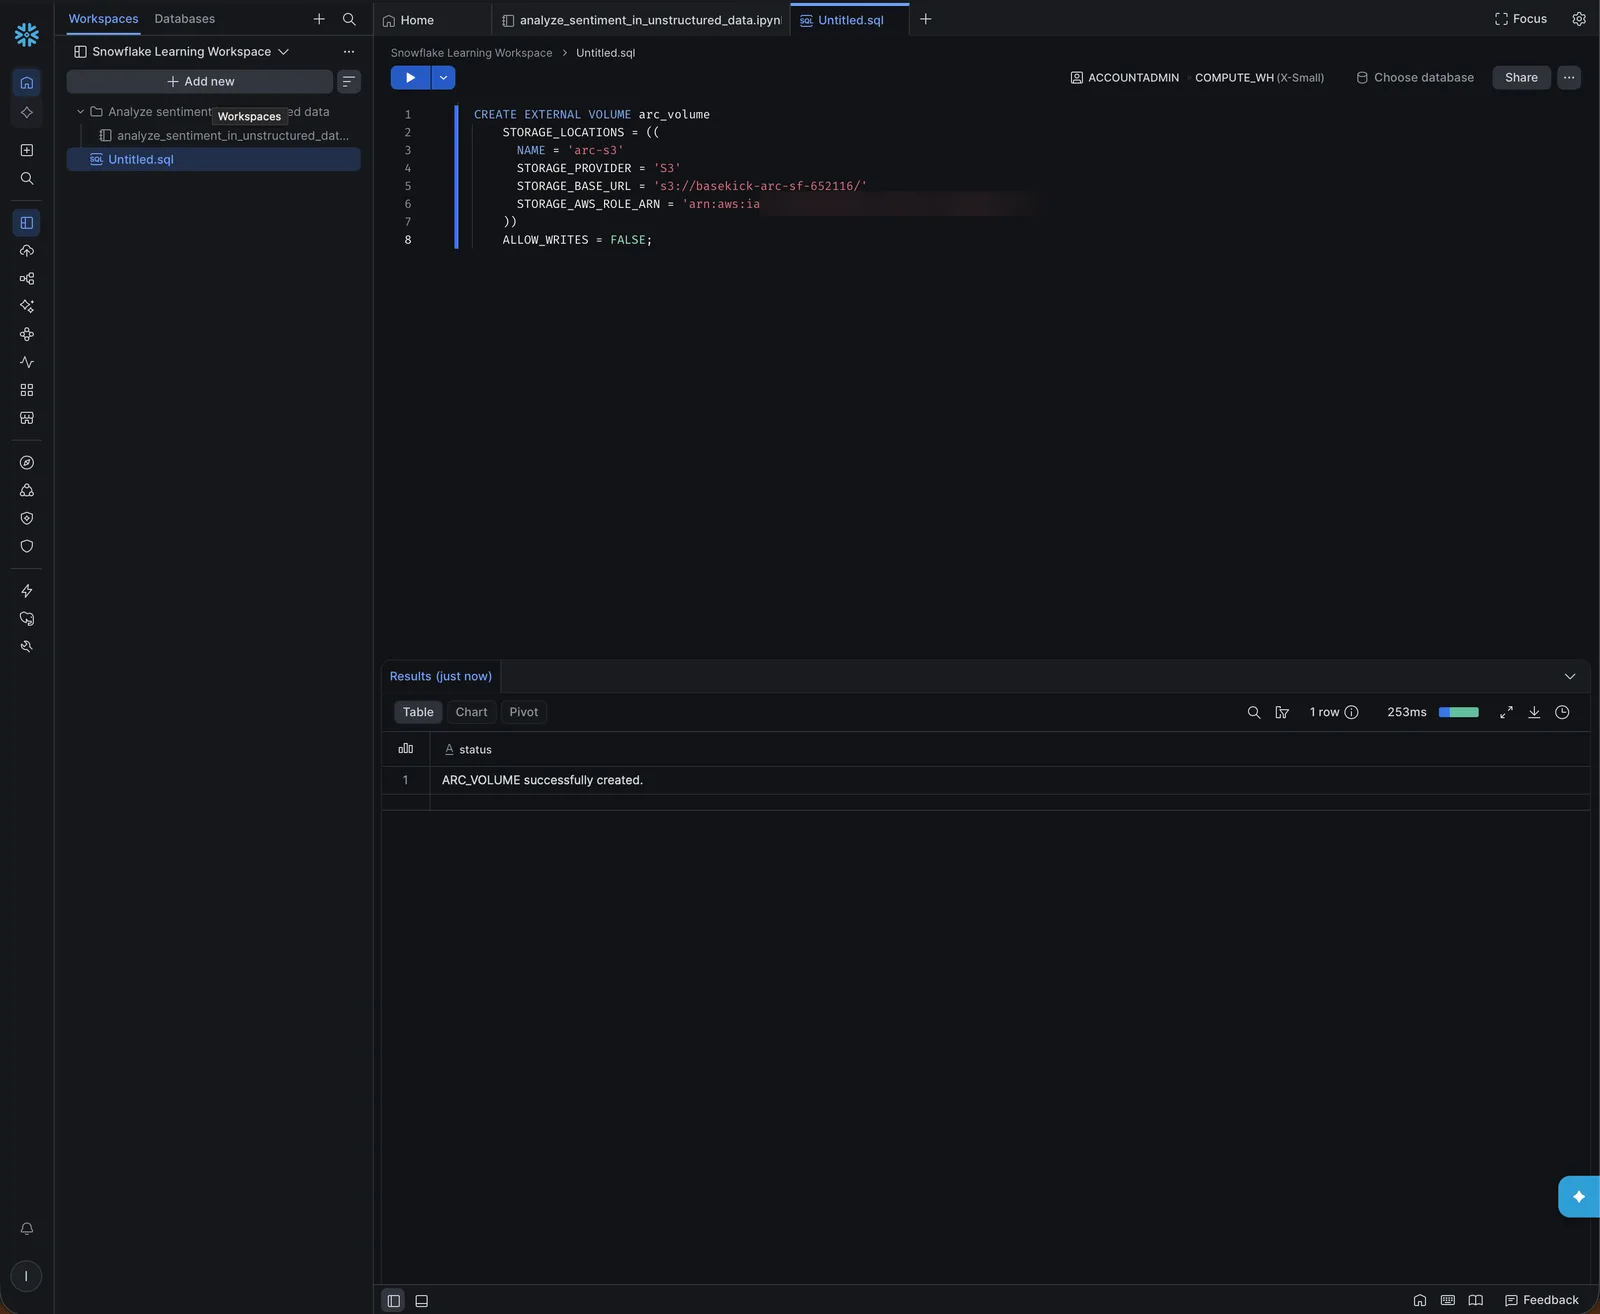 Workspaces
Databases
Home
analyze_sentiment_in_unstructured_data.ipyn
Untitled.sql
Focus
Snowflake Learning Workspace
Snowflake Learning Workspace > Untitled.sql
Add new
ACCOUNTADMIN
COMPUTE_WH (X-Small)
Choose database
Share
Analyze sentiment
ed data
Workspaces
analyze_sentiment_in_unstructured_dat...
Untitled.sql
1 CREATE EXTERNAL VOLUME arc_volume
2 STORAGE_LOCATIONS = ((
3 NAME = 'arc-s3'
4 STORAGE_PROVIDER = 'S3'
5 STORAGE_BASE_URL = 's3://basekick-arc-sf-652116/'
6 STORAGE_AWS_ROLE_ARN = 'arn:aws:ia
7 ))
8 ALLOW_WRITES = FALSE;
Results (just now)
Table
Chart
Pivot
1 row
253ms
A status
1 ARC_VOLUME successfully created.
I
Feedback